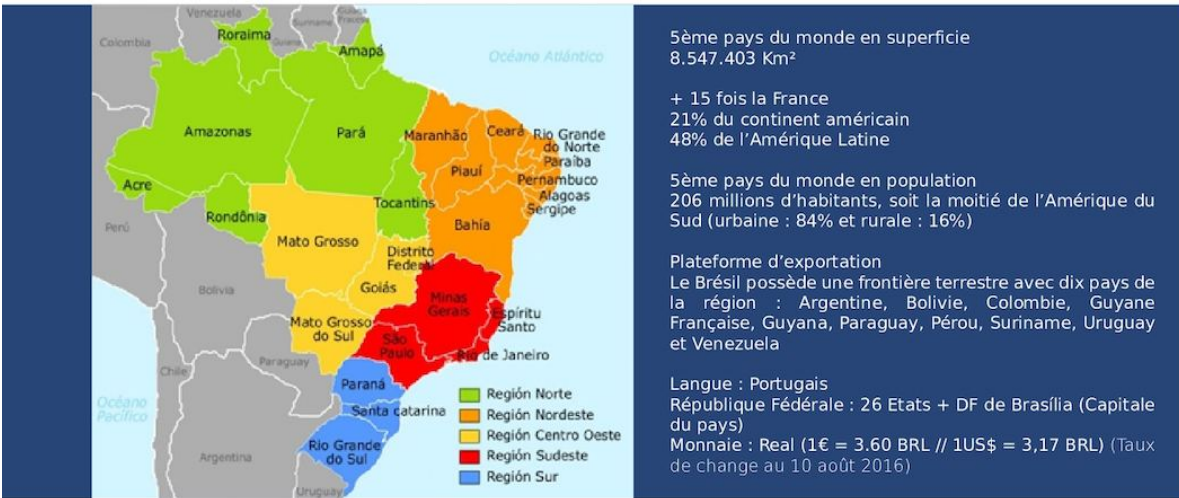 Venezuela
Guyana
Francesa
Suriname
Guyana
Colombia
Roraima
Amapá
Océano Atlántico
Amazonas
Pará
Maranhão
Ceará
Rio Grande
do Norte
Paraíba
Piauí
Pernambuco
Acre
Alagoas
Tocantins
Sergipe
Rondônia
Perú
Bahía
Mato Grosso
Distrito
Federal
Bolivia
Goiás
Minas
Gerais
Mato Grosso
do Sul
Espíritu
Santo
São
Paulo
Rio de Janeiro
Paraguay
Chile
Paraná
Océano
Pacífico
Santa catarina
Rio Grande
do Sul
Argentina
Uruguay
Región Norte
Región Nordeste
Región Centro Oeste
Región Sudeste
Región Sur
5ème pays du monde en superficie
8.547.403 Km²
+ 15 fois la France
21% du continent américain
48% de l’Amérique Latine
5ème pays du monde en population
206 millions d’habitants, soit la moitié de l’Amérique du
Sud (urbaine : 84% et rurale : 16%)
Plateforme d’exportation
Le Brésil possède une frontière terrestre avec dix pays de
la région : Argentine, Bolivie, Colombie, Guyane
Française, Guyana, Paraguay, Pérou, Suriname, Uruguay
et Venezuela
Langue : Portugais
République Fédérale : 26 Etats + DF de Brasília (Capitale
du pays)
Monnaie : Real (1€ = 3.60 BRL // 1US$ = 3,17 BRL) (Taux
de change au 10 août 2016)